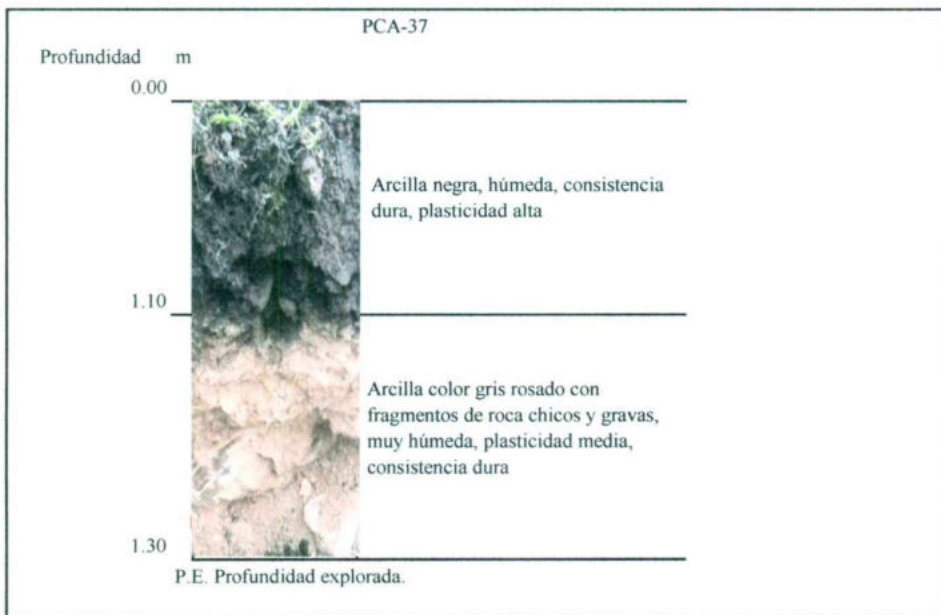 PCA-37
Profundidad m
0.00
Arcilla negra, húmeda, consistencia
dura, plasticidad alta
1.10
Arcilla color gris rosado con
fragmentos de roca chicos y gravas,
muy húmeda, plasticidad media,
consistencia dura
1.30
P.E. Profundidad explorada.